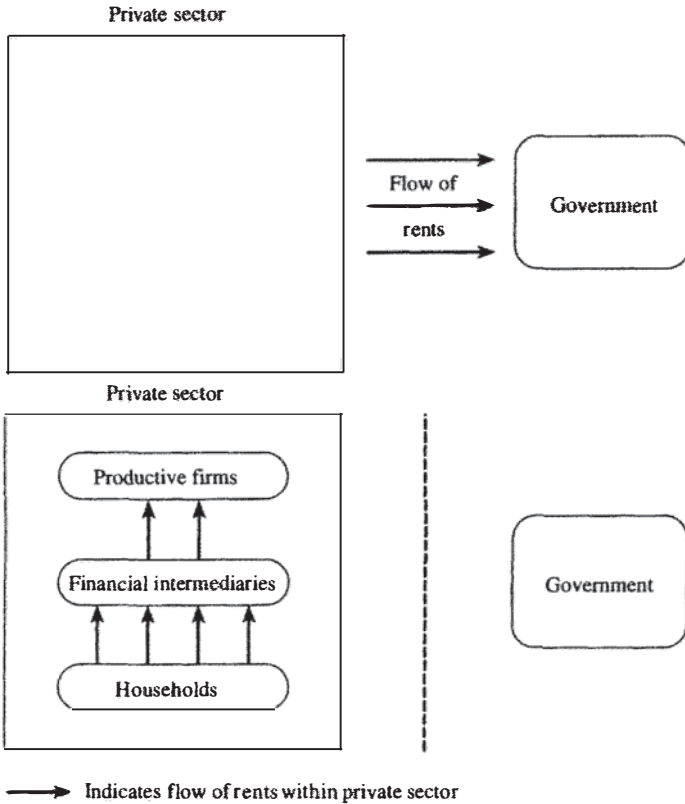 Private sector
Flow of
rents
Government
Private sector
Productive firms
Financial intermediaries
Households
Government
Indicates flow of rents within private sector